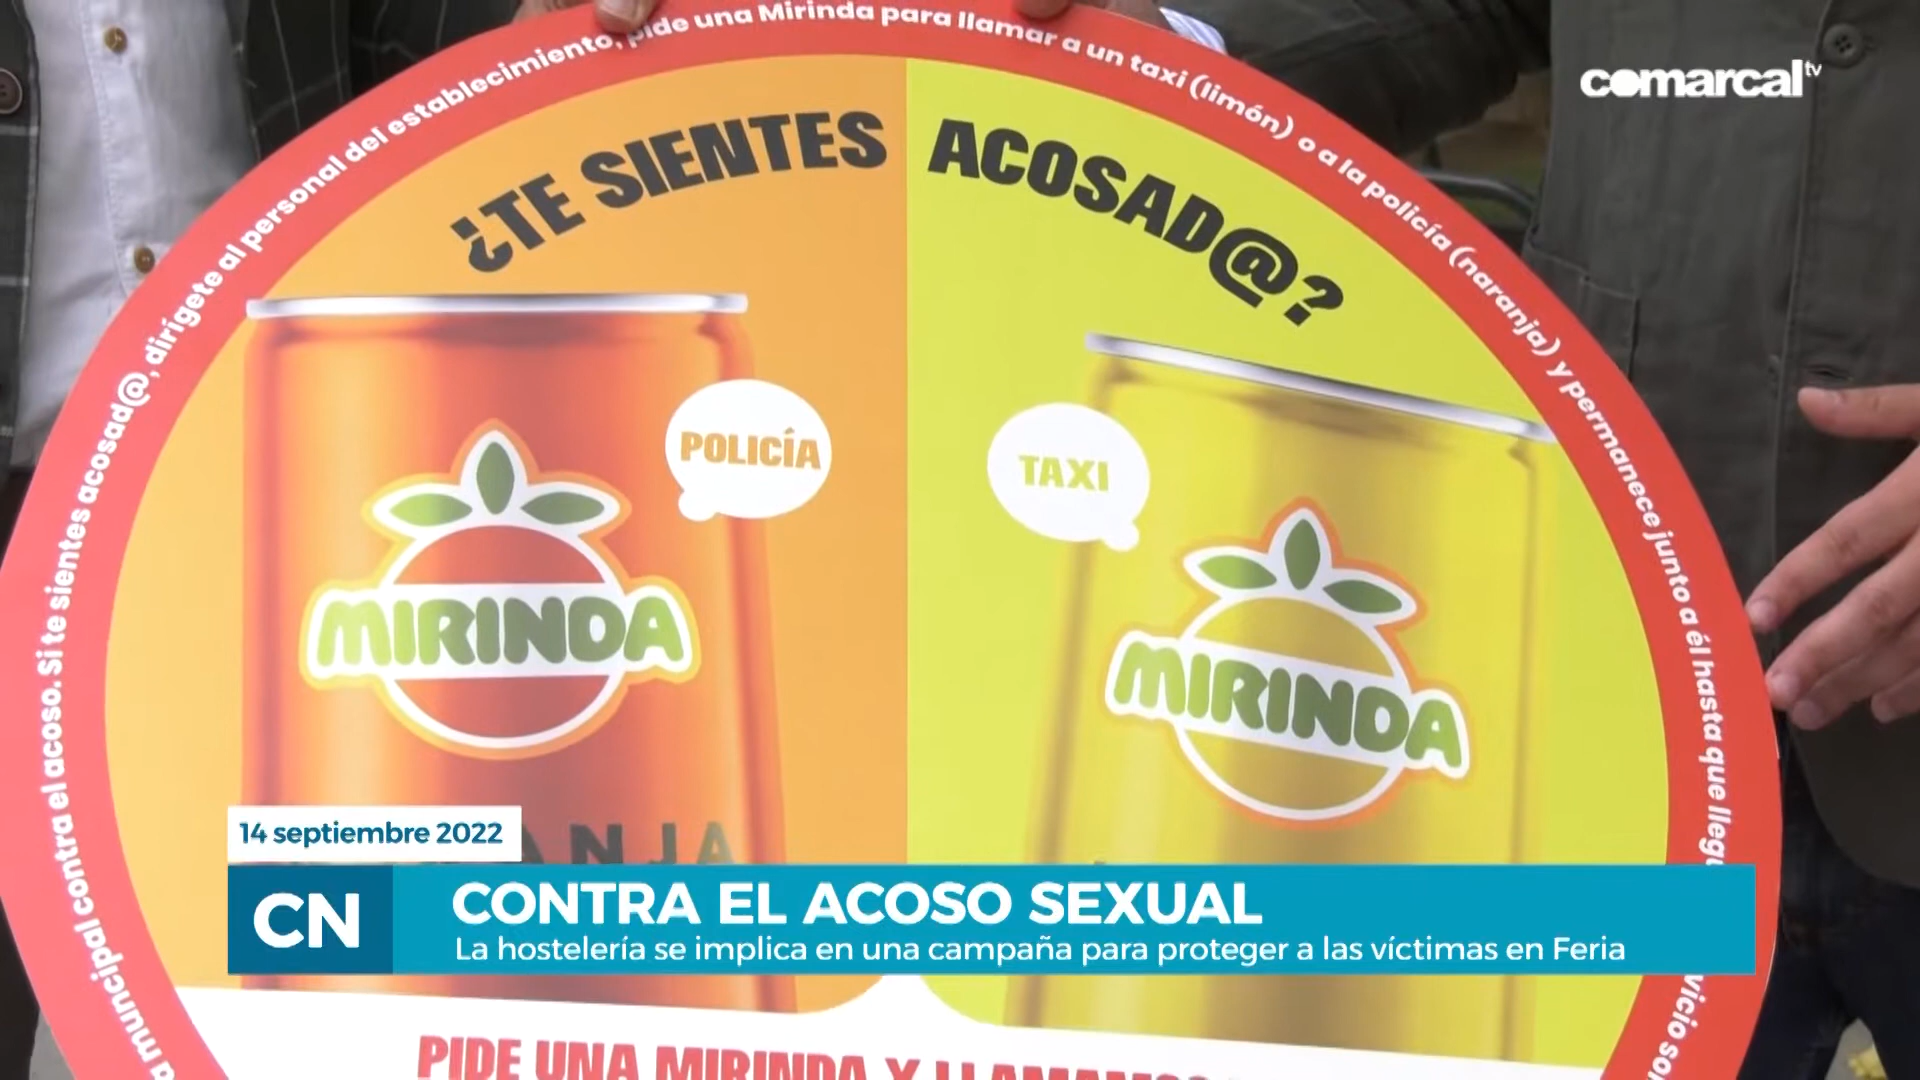 comarcal tv
municipal contra el acoso. Si te sientes acosad@, dirígete al personal del establecimiento, pide una Mirinda para llamar a un taxi (limón) o a la policía (naranja) y permanece junto a él hasta que
¿TE SIENTES ACOSAD@?
POLICÍA
TAXI
MIRINDA
MIRINDA
14 septiembre 2022
CN
CONTRA EL ACOSO SEXUAL
La hostelería se implica en una campaña para proteger a las víctimas en Feria
PIDE UNA MIRINDA Y